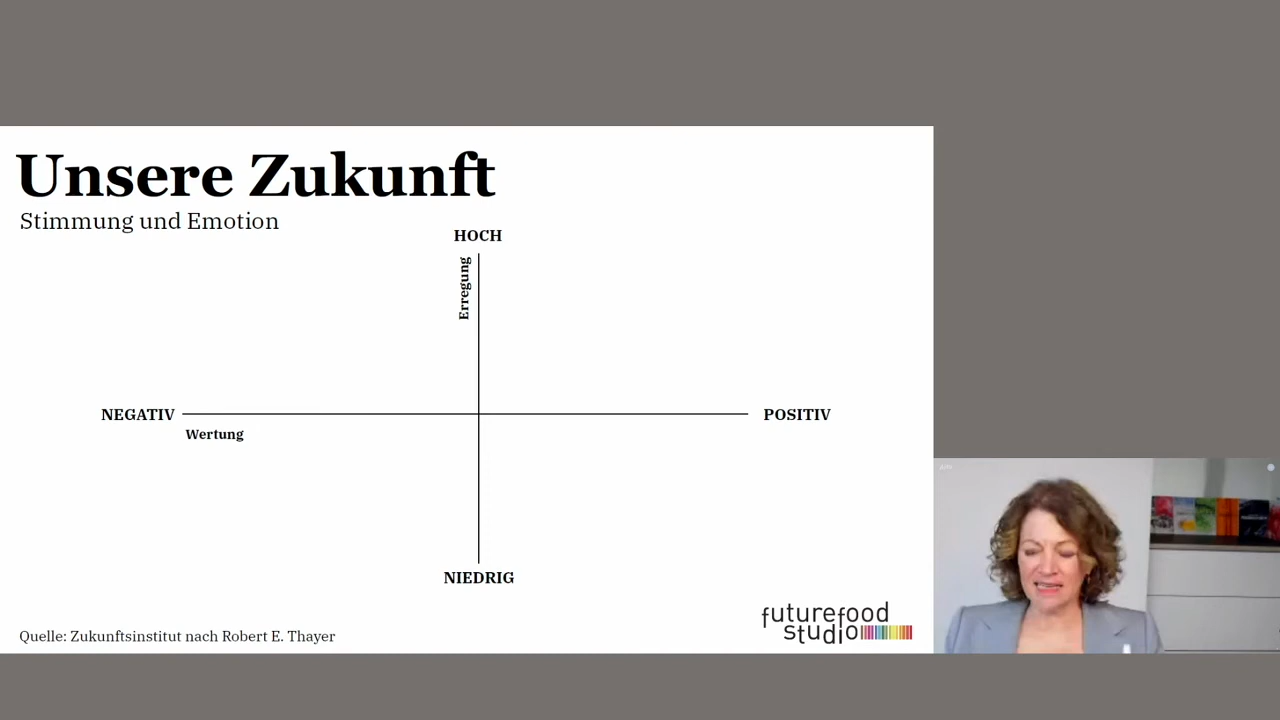 Unsere Zukunft
Stimmung und Emotion
HOCH
Erregung
NEGATIV
POSITIV
Wertung
NIEDRIG
Quelle: Zukunftsinstitut nach Robert E. Thayer
futurefood
studio